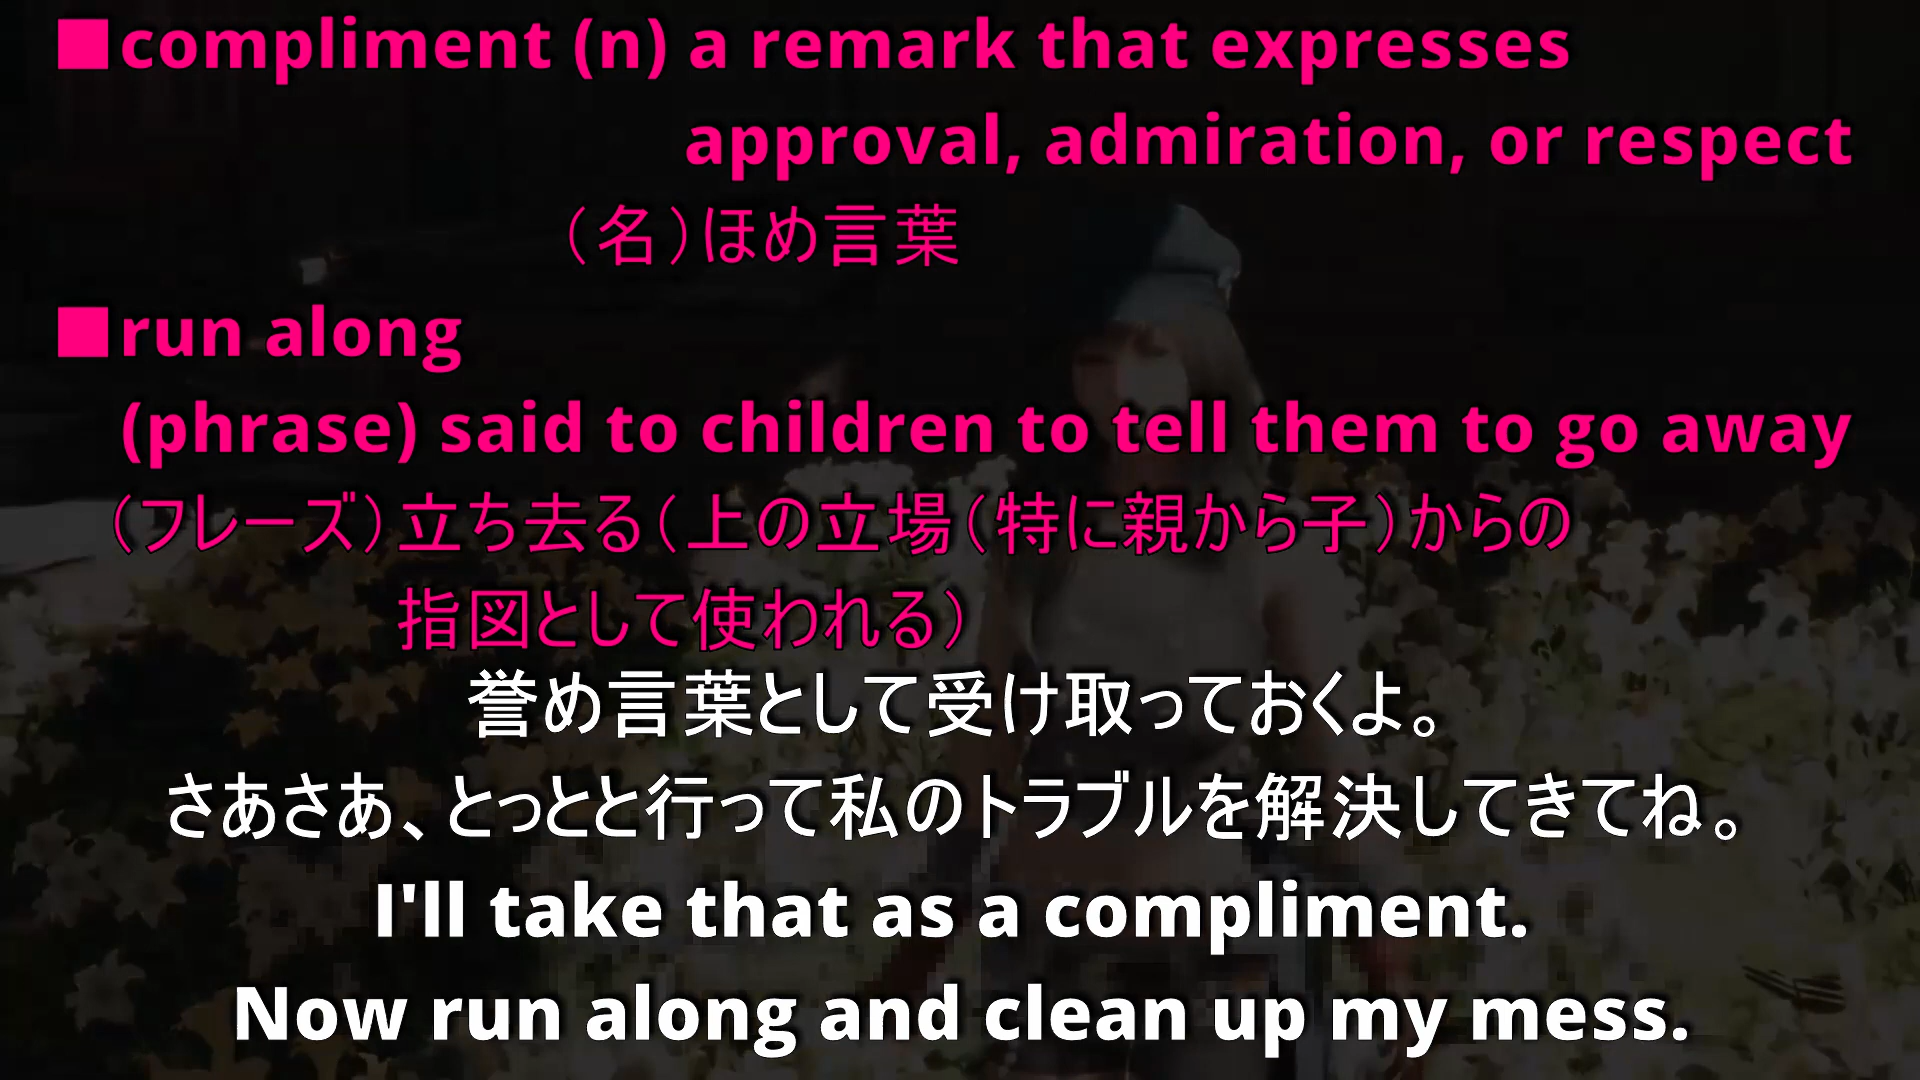 ■compliment (n) a remark that expresses
approval, admiration, or respect
（名）ほめ言葉
■run along
(phrase) said to children to tell them to go away
（フレーズ）立ち去る（上の立場（特に親から子）からの
指図として使われる）
誉め言葉として受け取っておくよ。
さあさあ、とっとと行って私のトラブルを解決してきてね。
I'll take that as a compliment.
Now run along and clean up my mess.